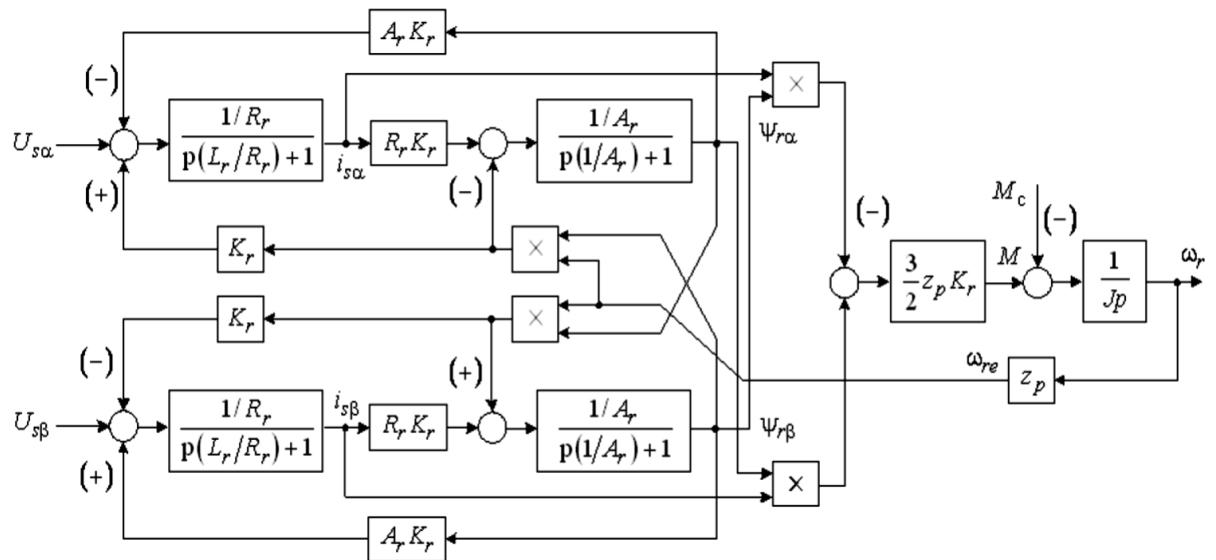 A_r K_r
(−)
×
1/R_r
p(L_r/R_r)+1
R_r K_r
1/A_r
p(1/A_r)+1
U_sα
i_sα
Ψ_rα
(+)
(−)
M_c
(−)
(−)
K_r
×
3/2 z_p K_r
M
1/Jp
ω_r
K_r
×
(−)
(+)
ω_re
z_p
1/R_r
p(L_r/R_r)+1
i_sβ
R_r K_r
1/A_r
p(1/A_r)+1
U_sβ
Ψ_rβ
(+)
×
A_r K_r